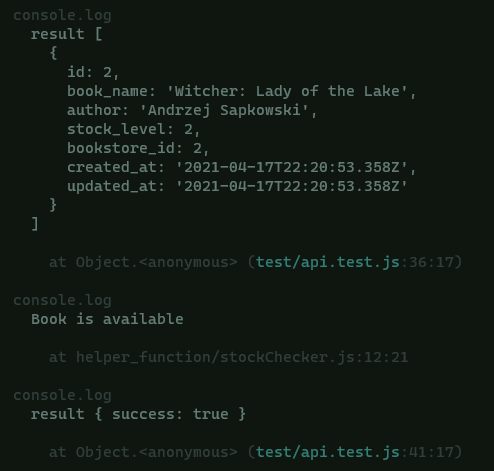 console.log
result [
{
id: 2,
book_name: 'Witcher: Lady of the Lake',
author: 'Andrzej Sapkowski',
stock_level: 2,
bookstore_id: 2,
created_at: '2021-04-17T22:20:53.358Z',
updated_at: '2021-04-17T22:20:53.358Z'
}
]
at Object.<anonymous> (test/api.test.js:36:17)
console.log
Book is available
at helper_function/stockChecker.js:12:21
console.log
result { success: true }
at Object.<anonymous> (test/api.test.js:41:17)